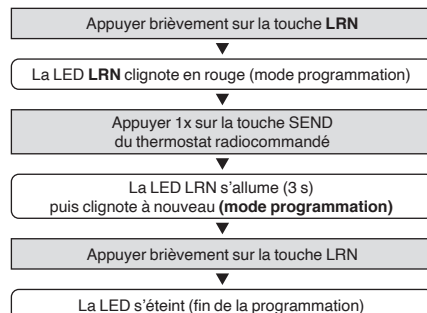 Appuyer brièvement sur la touche LRN
La LED LRN clignote en rouge (mode programmation)
Appuyer 1x sur la touche SEND
du thermostat radiocommandé
La LED LRN s'allume (3 s)
puis clignote à nouveau (mode programmation)
Appuyer brièvement sur la touche LRN
La LED s'éteint (fin de la programmation)